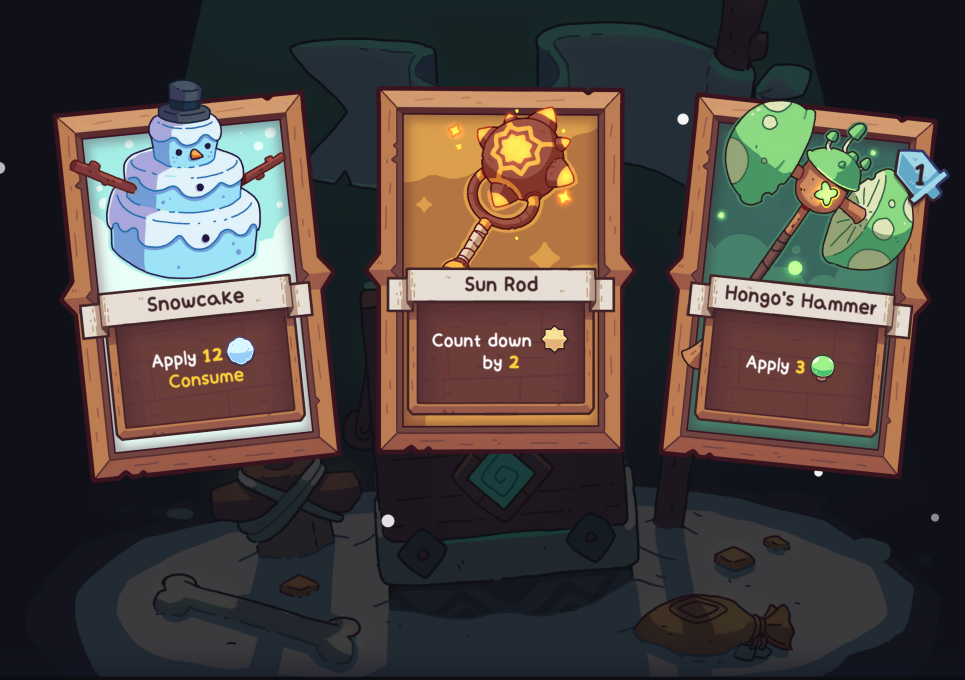 Snowcake
Apply 12
Consume
Sun Rod
Count down
by 2
1
Hongo's Hammer
Apply 3